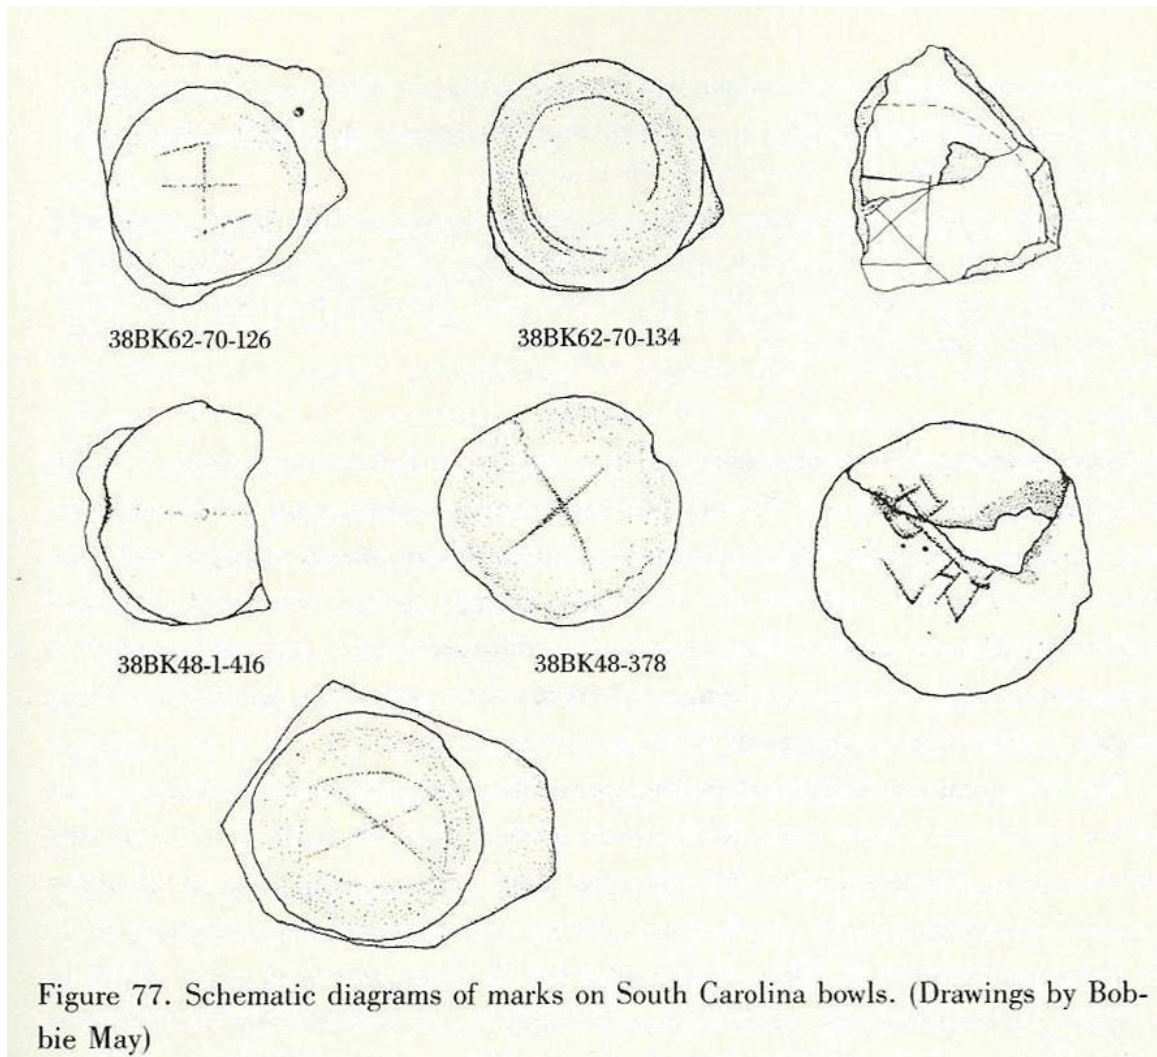 38BK62-70-126
38BK62-70-134
38BK48-1-416
38BK48-378
Figure 77. Schematic diagrams of marks on South Carolina bowls. (Drawings by Bob-
bie May)